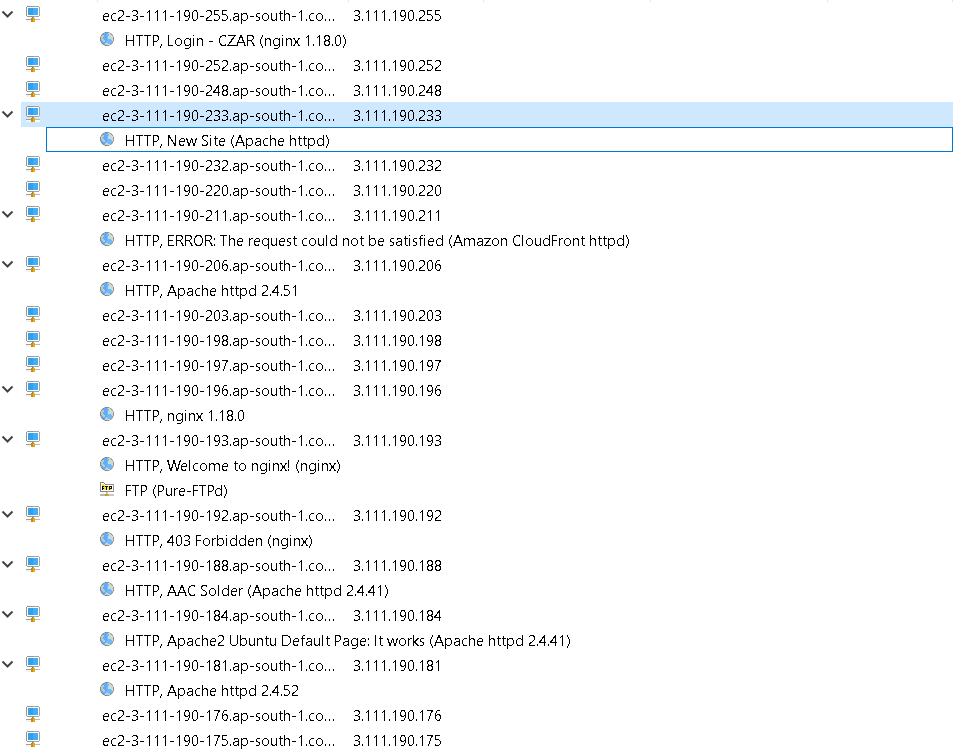 ec2-3-111-190-255.ap-south-1.co... 3.111.190.255
HTTP, Login - CZAR (nginx 1.18.0)
ec2-3-111-190-252.ap-south-1.co... 3.111.190.252
ec2-3-111-190-248.ap-south-1.co... 3.111.190.248
ec2-3-111-190-233.ap-south-1.co... 3.111.190.233
HTTP, New Site (Apache httpd)
ec2-3-111-190-232.ap-south-1.co... 3.111.190.232
ec2-3-111-190-220.ap-south-1.co... 3.111.190.220
ec2-3-111-190-211.ap-south-1.co... 3.111.190.211
HTTP, ERROR: The request could not be satisfied (Amazon CloudFront httpd)
ec2-3-111-190-206.ap-south-1.co... 3.111.190.206
HTTP, Apache httpd 2.4.51
ec2-3-111-190-203.ap-south-1.co... 3.111.190.203
ec2-3-111-190-198.ap-south-1.co... 3.111.190.198
ec2-3-111-190-197.ap-south-1.co... 3.111.190.197
ec2-3-111-190-196.ap-south-1.co... 3.111.190.196
HTTP, nginx 1.18.0
ec2-3-111-190-193.ap-south-1.co... 3.111.190.193
HTTP, Welcome to nginx! (nginx)
FTP FTP (Pure-FTPd)
ec2-3-111-190-192.ap-south-1.co... 3.111.190.192
HTTP, 403 Forbidden (nginx)
ec2-3-111-190-188.ap-south-1.co... 3.111.190.188
HTTP, AAC Solder (Apache httpd 2.4.41)
ec2-3-111-190-184.ap-south-1.co... 3.111.190.184
HTTP, Apache2 Ubuntu Default Page: It works (Apache httpd 2.4.41)
ec2-3-111-190-181.ap-south-1.co... 3.111.190.181
HTTP, Apache httpd 2.4.52
ec2-3-111-190-176.ap-south-1.co... 3.111.190.176
ec2-3-111-190-175.ap-south-1.co... 3.111.190.175